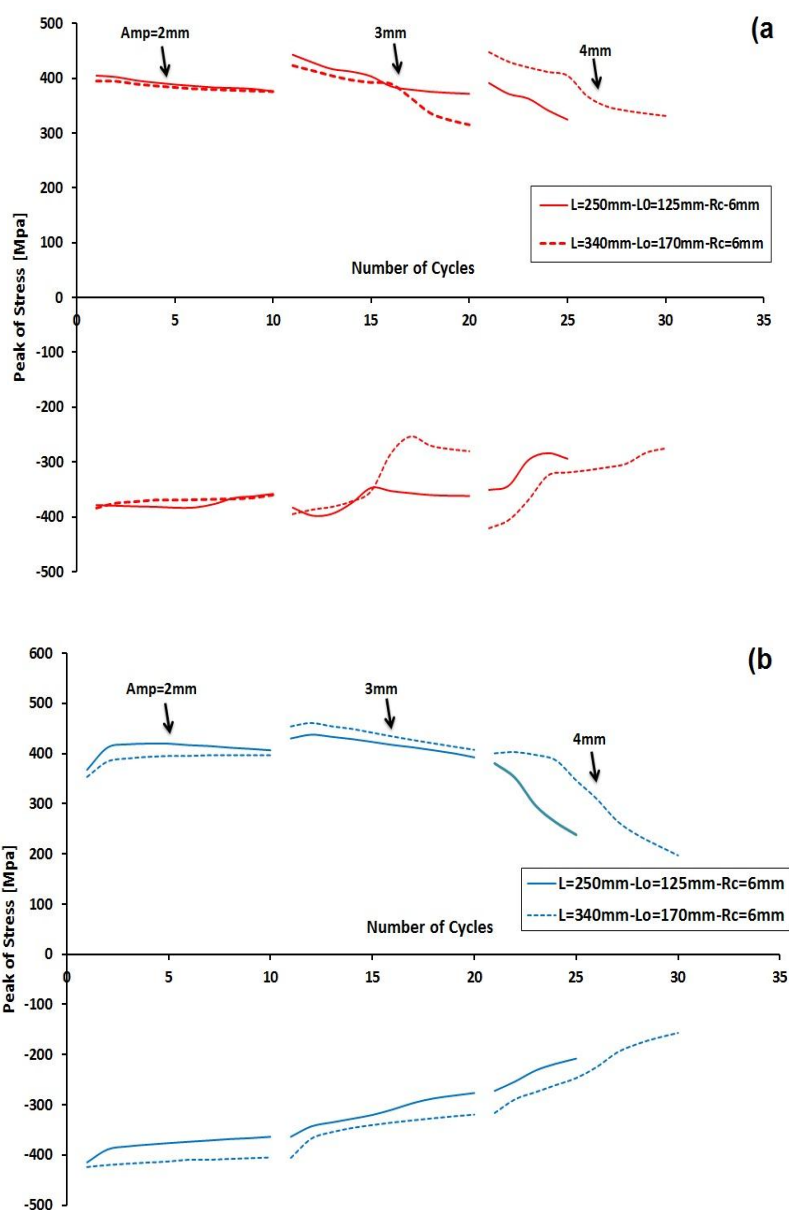 500
(a
Amp=2mm
3mm
4mm
400
300
200
L=250mm-L0=125mm-Rc-6mm
100
L=340mm-Lo=170mm-Rc=6mm
Number of Cycles
0
0 5 10 15 20 25 30 35
Peak of Stress [Mpa]
-100
-200
-300
-400
-500
600
(b
Amp=2mm
3mm
500
4mm
400
300
200
L=250mm-Lo=125mm-Rc=6mm
100
L=340mm-Lo=170mm-Rc=6mm
Number of Cycles
0
0 5 10 15 20 25 30 35
Peak of Stress [Mpa]
-100
-200
-300
-400
-500